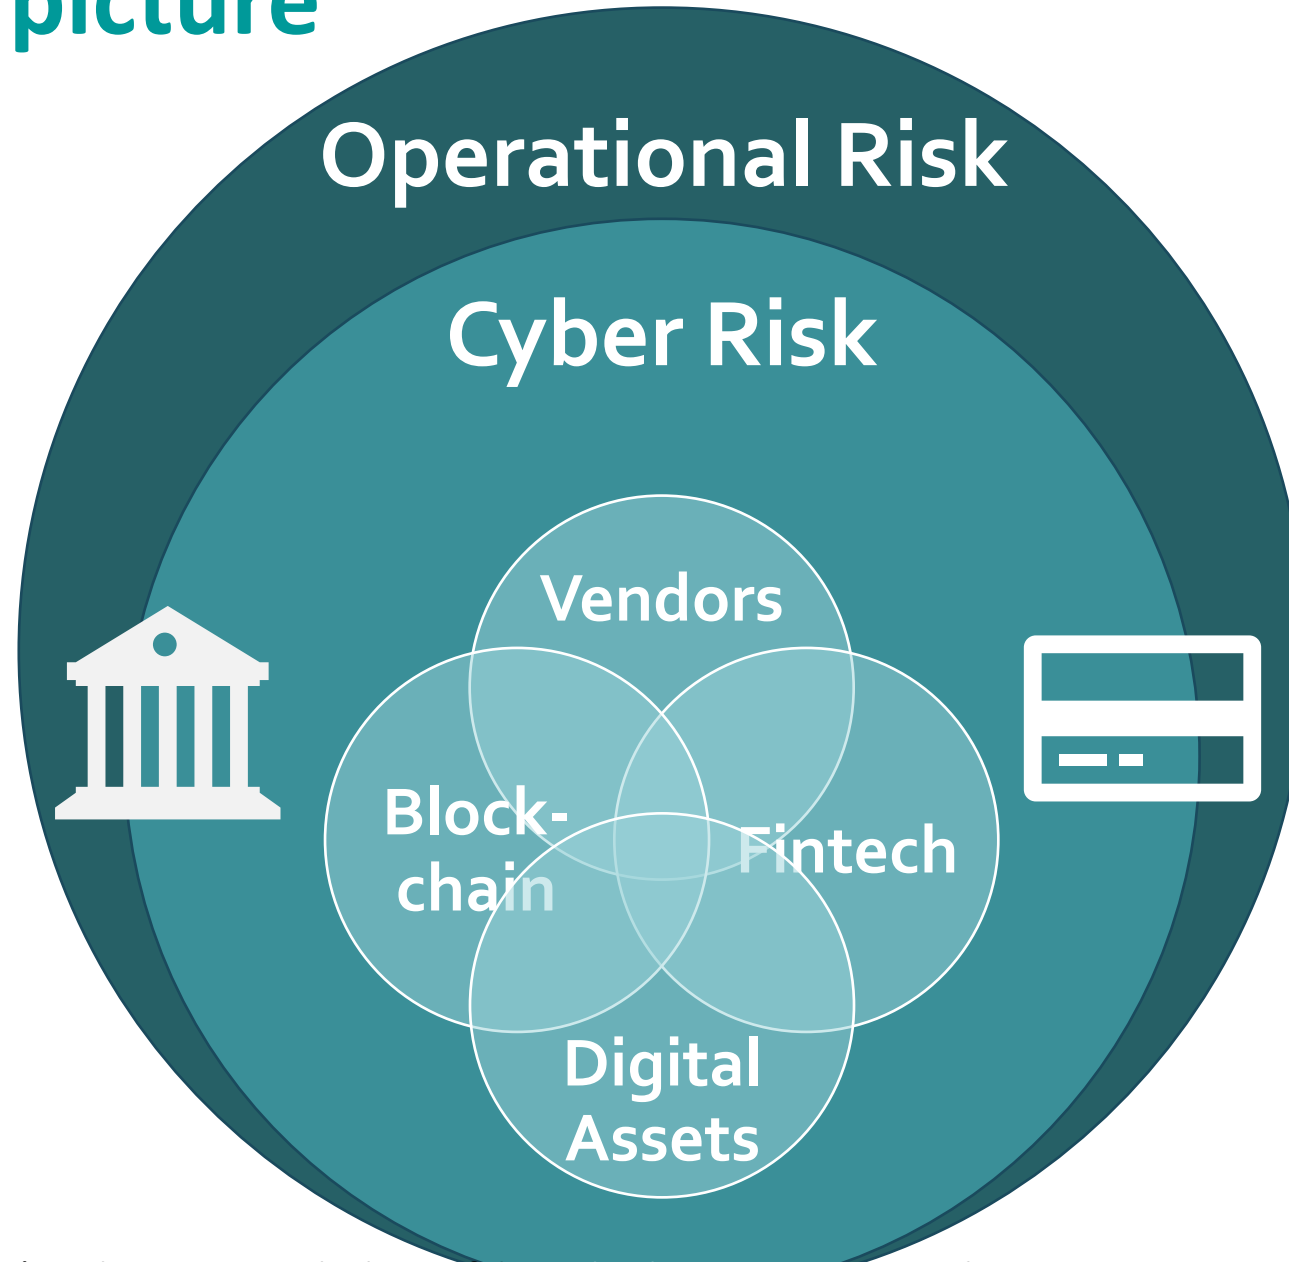 picture
Operational Risk
Cyber Risk
Vendors
Block-
chain
Fintech
Digital
Assets